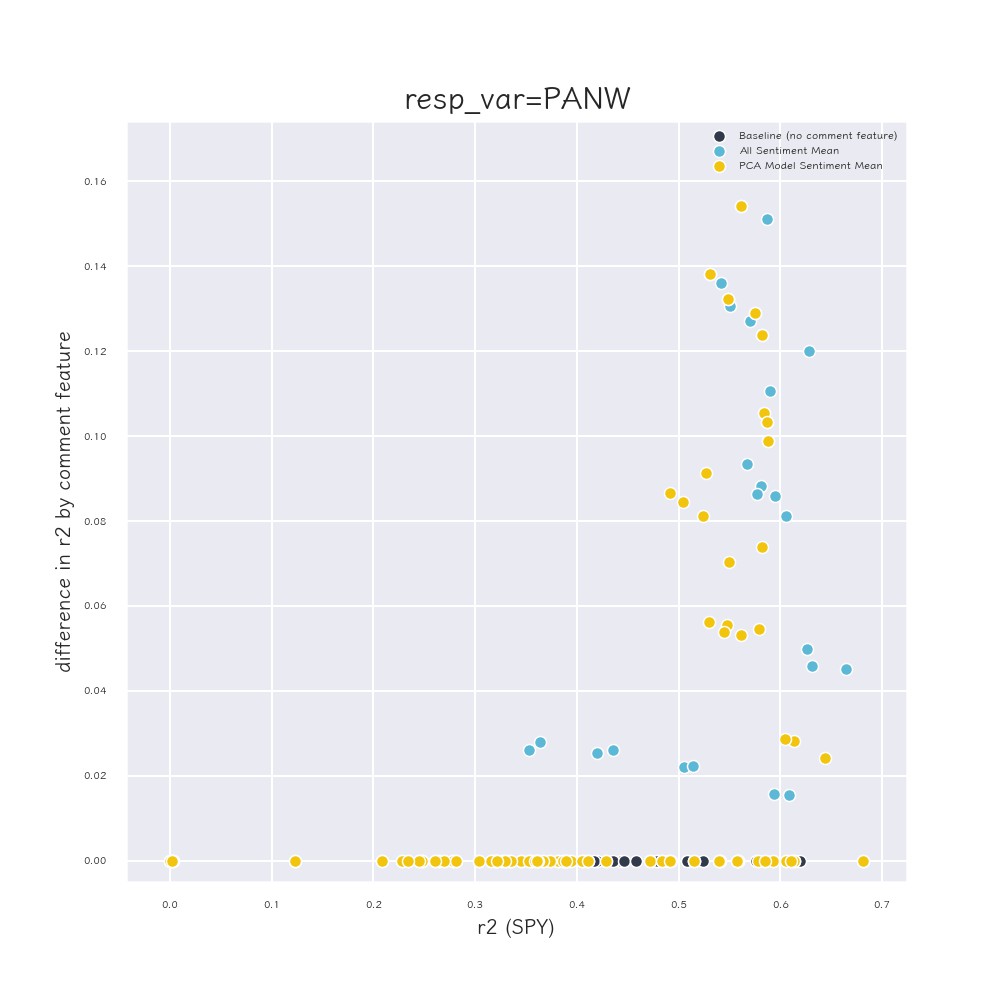 resp_var=PANW
Baseline (no comment feature)
All Sentiment Mean
PCA Model Sentiment Mean
difference in r2 by comment feature
0.16
0.14
0.12
0.10
0.08
0.06
0.04
0.02
0.00
0.0 0.1 0.2 0.3 0.4 0.5 0.6 0.7
r2 (SPY)